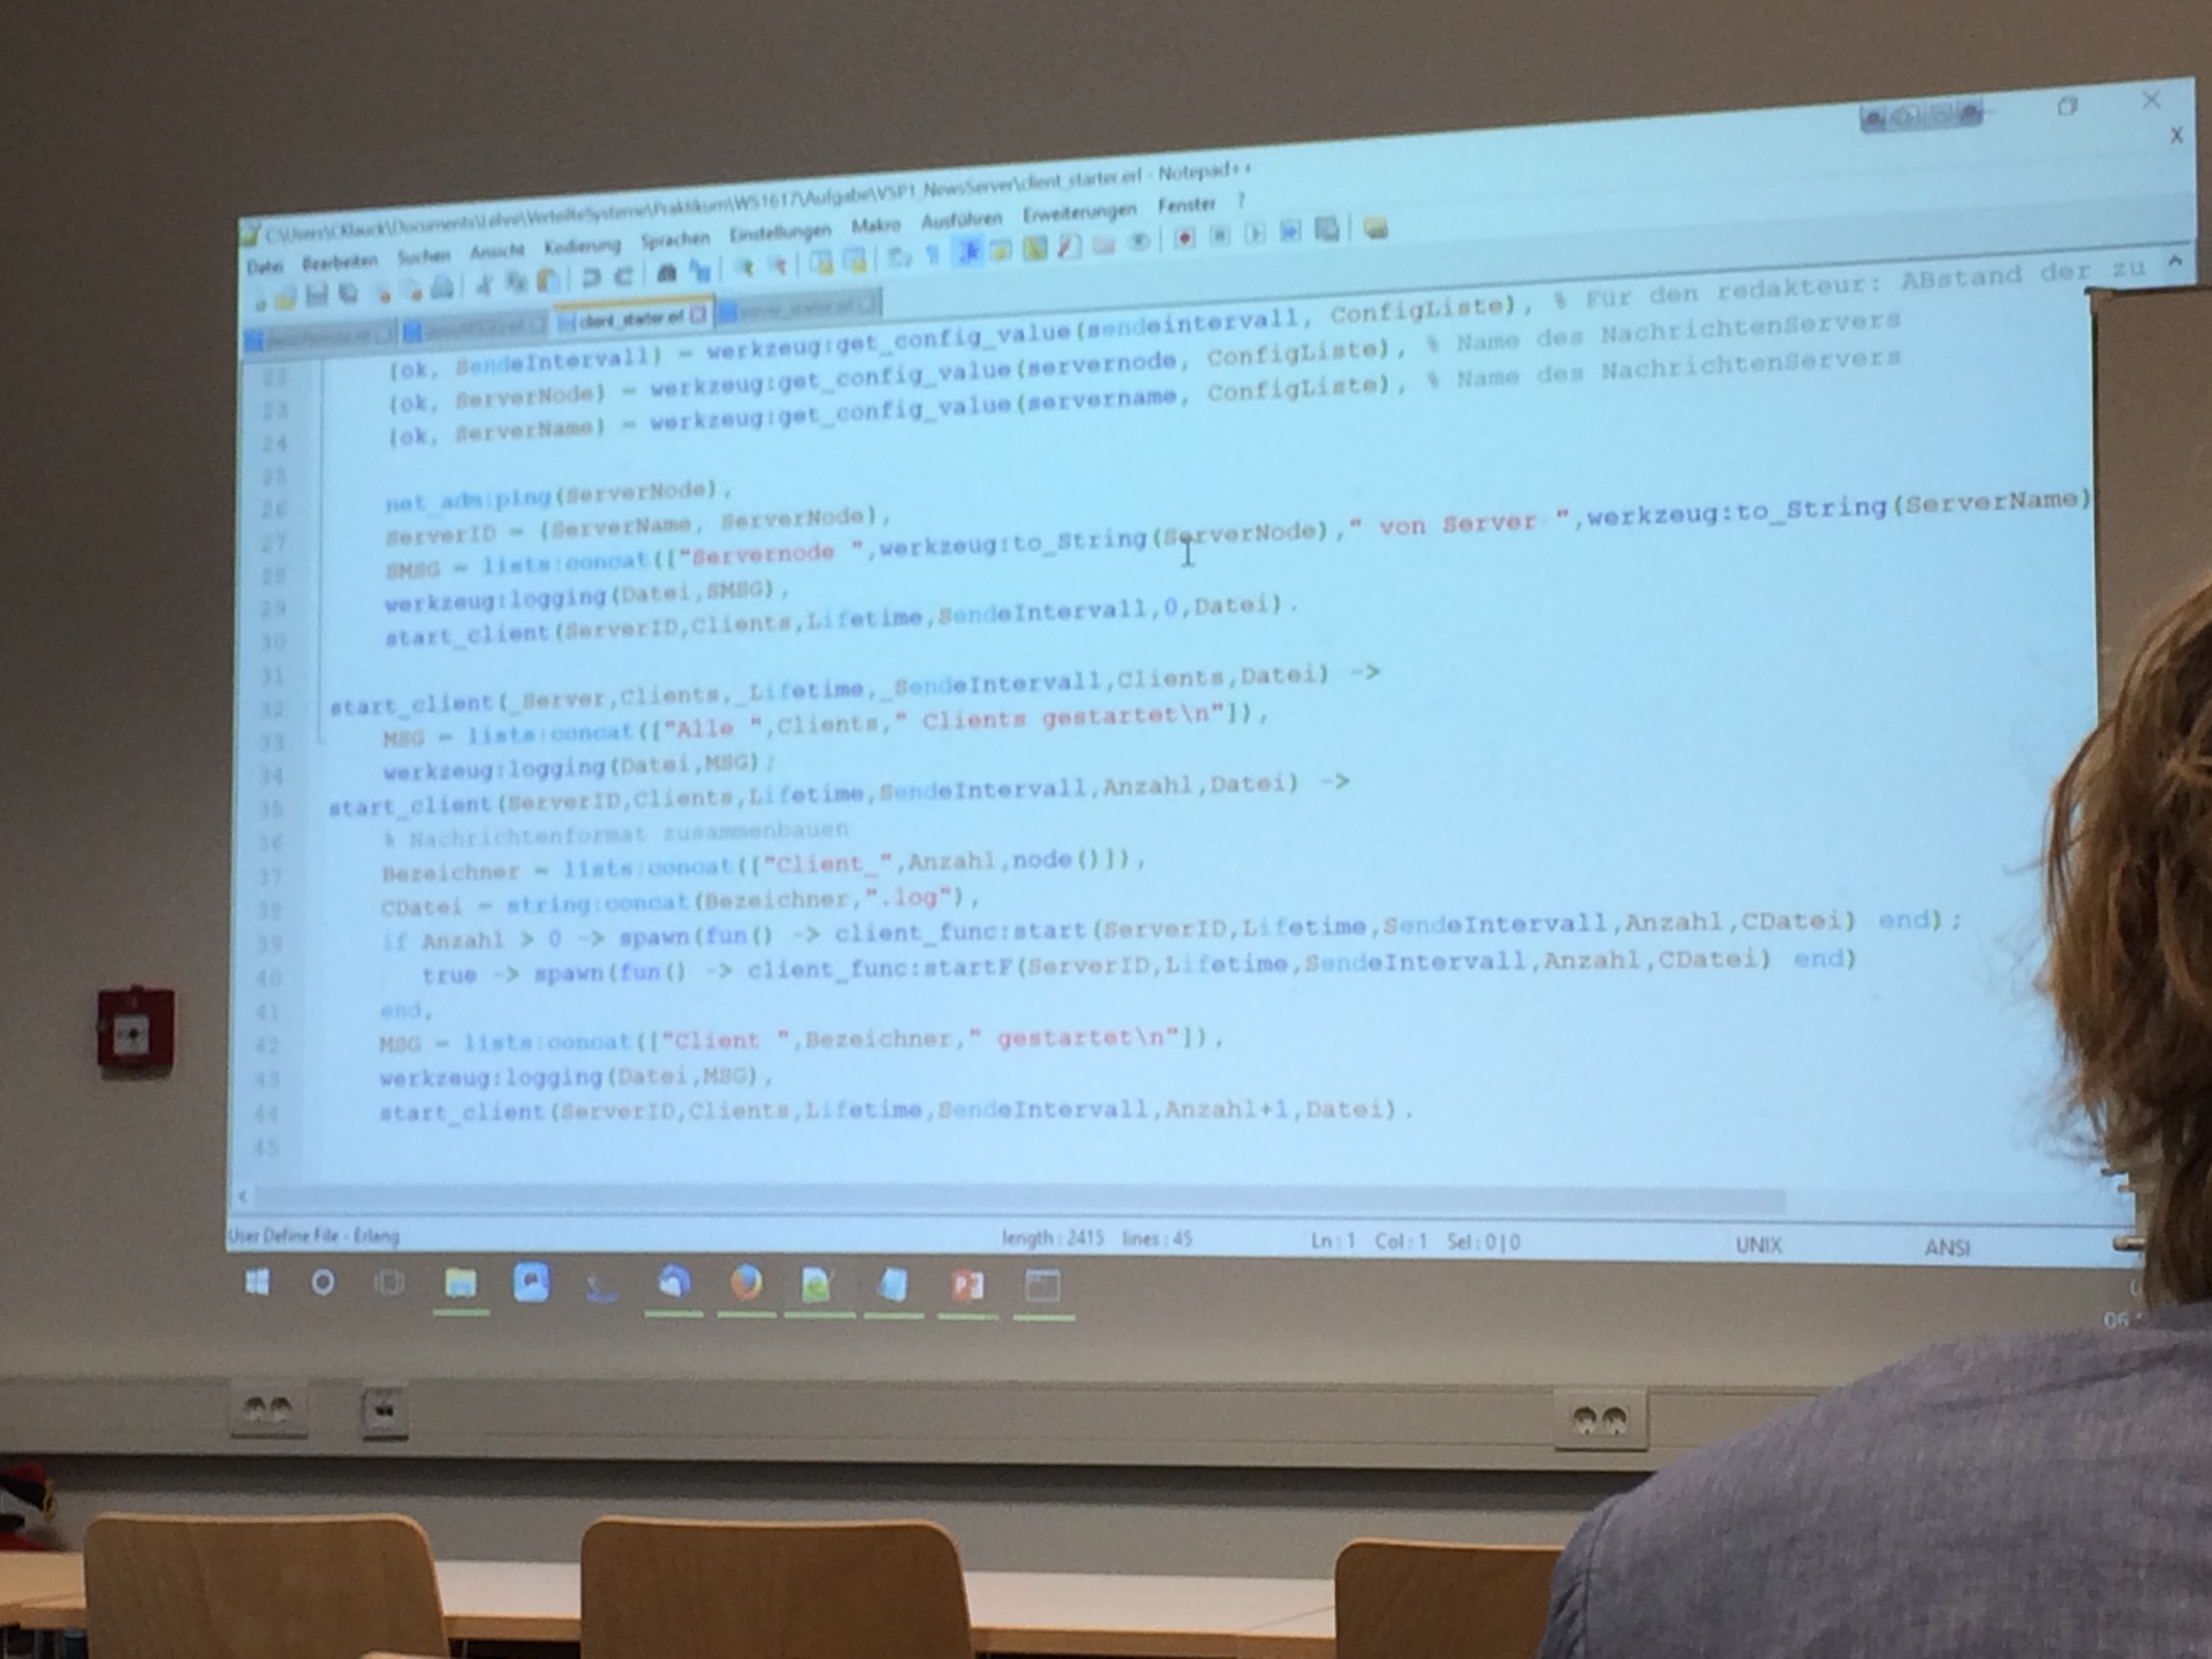 C:\Users\CKlauck\Documents\Lehre\VerteilteSysteme\Praktikum\WS1617\Aufgabe\VSP1_NewsServer\client_starter.erl - Notepad++
Datei Bearbeiten Suchen Ansicht Kodierung Sprachen Einstellungen Makro Ausführen Erweiterungen Fenster ?
X
client_starter.erl server_starter.erl
22 {ok, SendeIntervall} = werkzeug:get_config_value(sendeintervall, ConfigListe), % Für den redakteur: ABstand der zu
23 {ok, ServerNode} = werkzeug:get_config_value(servernode, ConfigListe), % Name des NachrichtenServers
24 {ok, ServerName} = werkzeug:get_config_value(servername, ConfigListe), % Name des NachrichtenServers
25
26 net_adm:ping(ServerNode),
27 ServerID = {ServerName, ServerNode},
28 SMSG = lists:concat(["Servernode ",werkzeug:to_String(ServerNode)," von Server ",werkzeug:to_String(ServerName)
29 werkzeug:logging(Datei,SMSG),
30 start_client(ServerID,Clients,Lifetime,SendeIntervall,0,Datei).
31
32 start_client(_Server,Clients,_Lifetime,_SendeIntervall,Clients,Datei) ->
33 MSG = lists:concat(["Alle ",Clients," Clients gestartet\n"]),
34 werkzeug:logging(Datei,MSG);
35 start_client(ServerID,Clients,Lifetime,SendeIntervall,Anzahl,Datei) ->
36 % Nachrichtenformat zusammenbauen
37 Bezeichner = lists:concat(["Client_",Anzahl,node()]),
38 CDatei = string:concat(Bezeichner,".log"),
39 if Anzahl > 0 -> spawn(fun() -> client_func:start(ServerID,Lifetime,SendeIntervall,Anzahl,CDatei) end);
40 true -> spawn(fun() -> client_func:startF(ServerID,Lifetime,SendeIntervall,Anzahl,CDatei) end)
41 end,
42 MSG = lists:concat(["Client ",Bezeichner," gestartet\n"]),
43 werkzeug:logging(Datei,MSG),
44 start_client(ServerID,Clients,Lifetime,SendeIntervall,Anzahl+1,Datei).
45
User Define File - Erlang length : 2415 lines : 45 Ln : 1 Col : 1 Sel : 0 | 0 UNIX ANSI